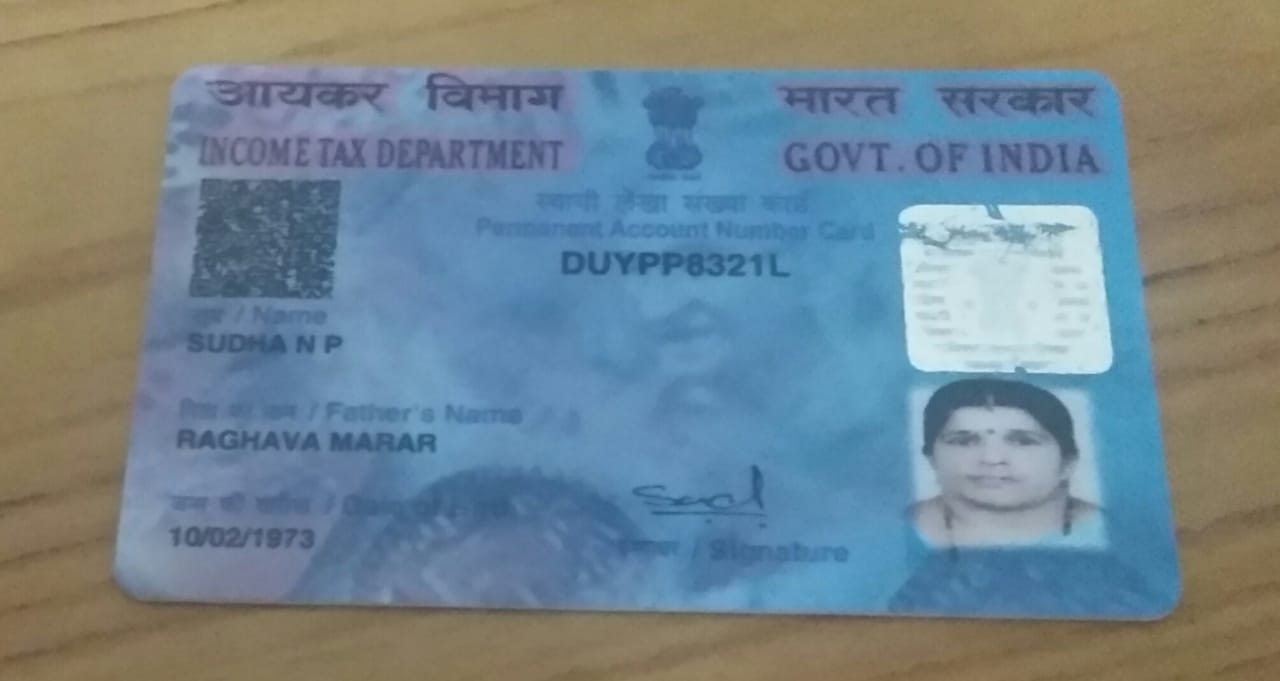 आयकर विभाग
भारत सरकार
INCOME TAX DEPARTMENT
GOVT. OF INDIA
स्थायी लेखा संख्या कार्ड
Permanent Account Number Card
DUYPP8321L
नाम / Name
SUDHA N P
पिता का नाम / Father's Name
RAGHAVA MARAR
जन्म की तारीख / Date of Birth
10/02/1973
हस्ताक्षर / Signature